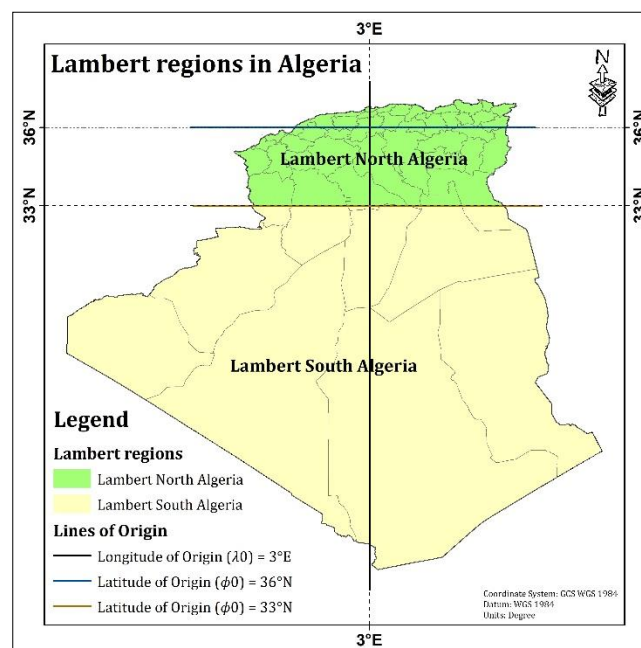 3°E
Lambert regions in Algeria
N
36°N
36°N
Lambert North Algeria
33°N
33°N
Lambert South Algeria
Legend
Lambert regions
Lambert North Algeria
Lambert South Algeria
Lines of Origin
Longitude of Origin (λ0) = 3°E
Latitude of Origin (ϕ0) = 36°N
Latitude of Origin (ϕ0) = 33°N
Coordinate System: GCS WGS 1984
Datum: WGS 1984
Units: Degree
3°E